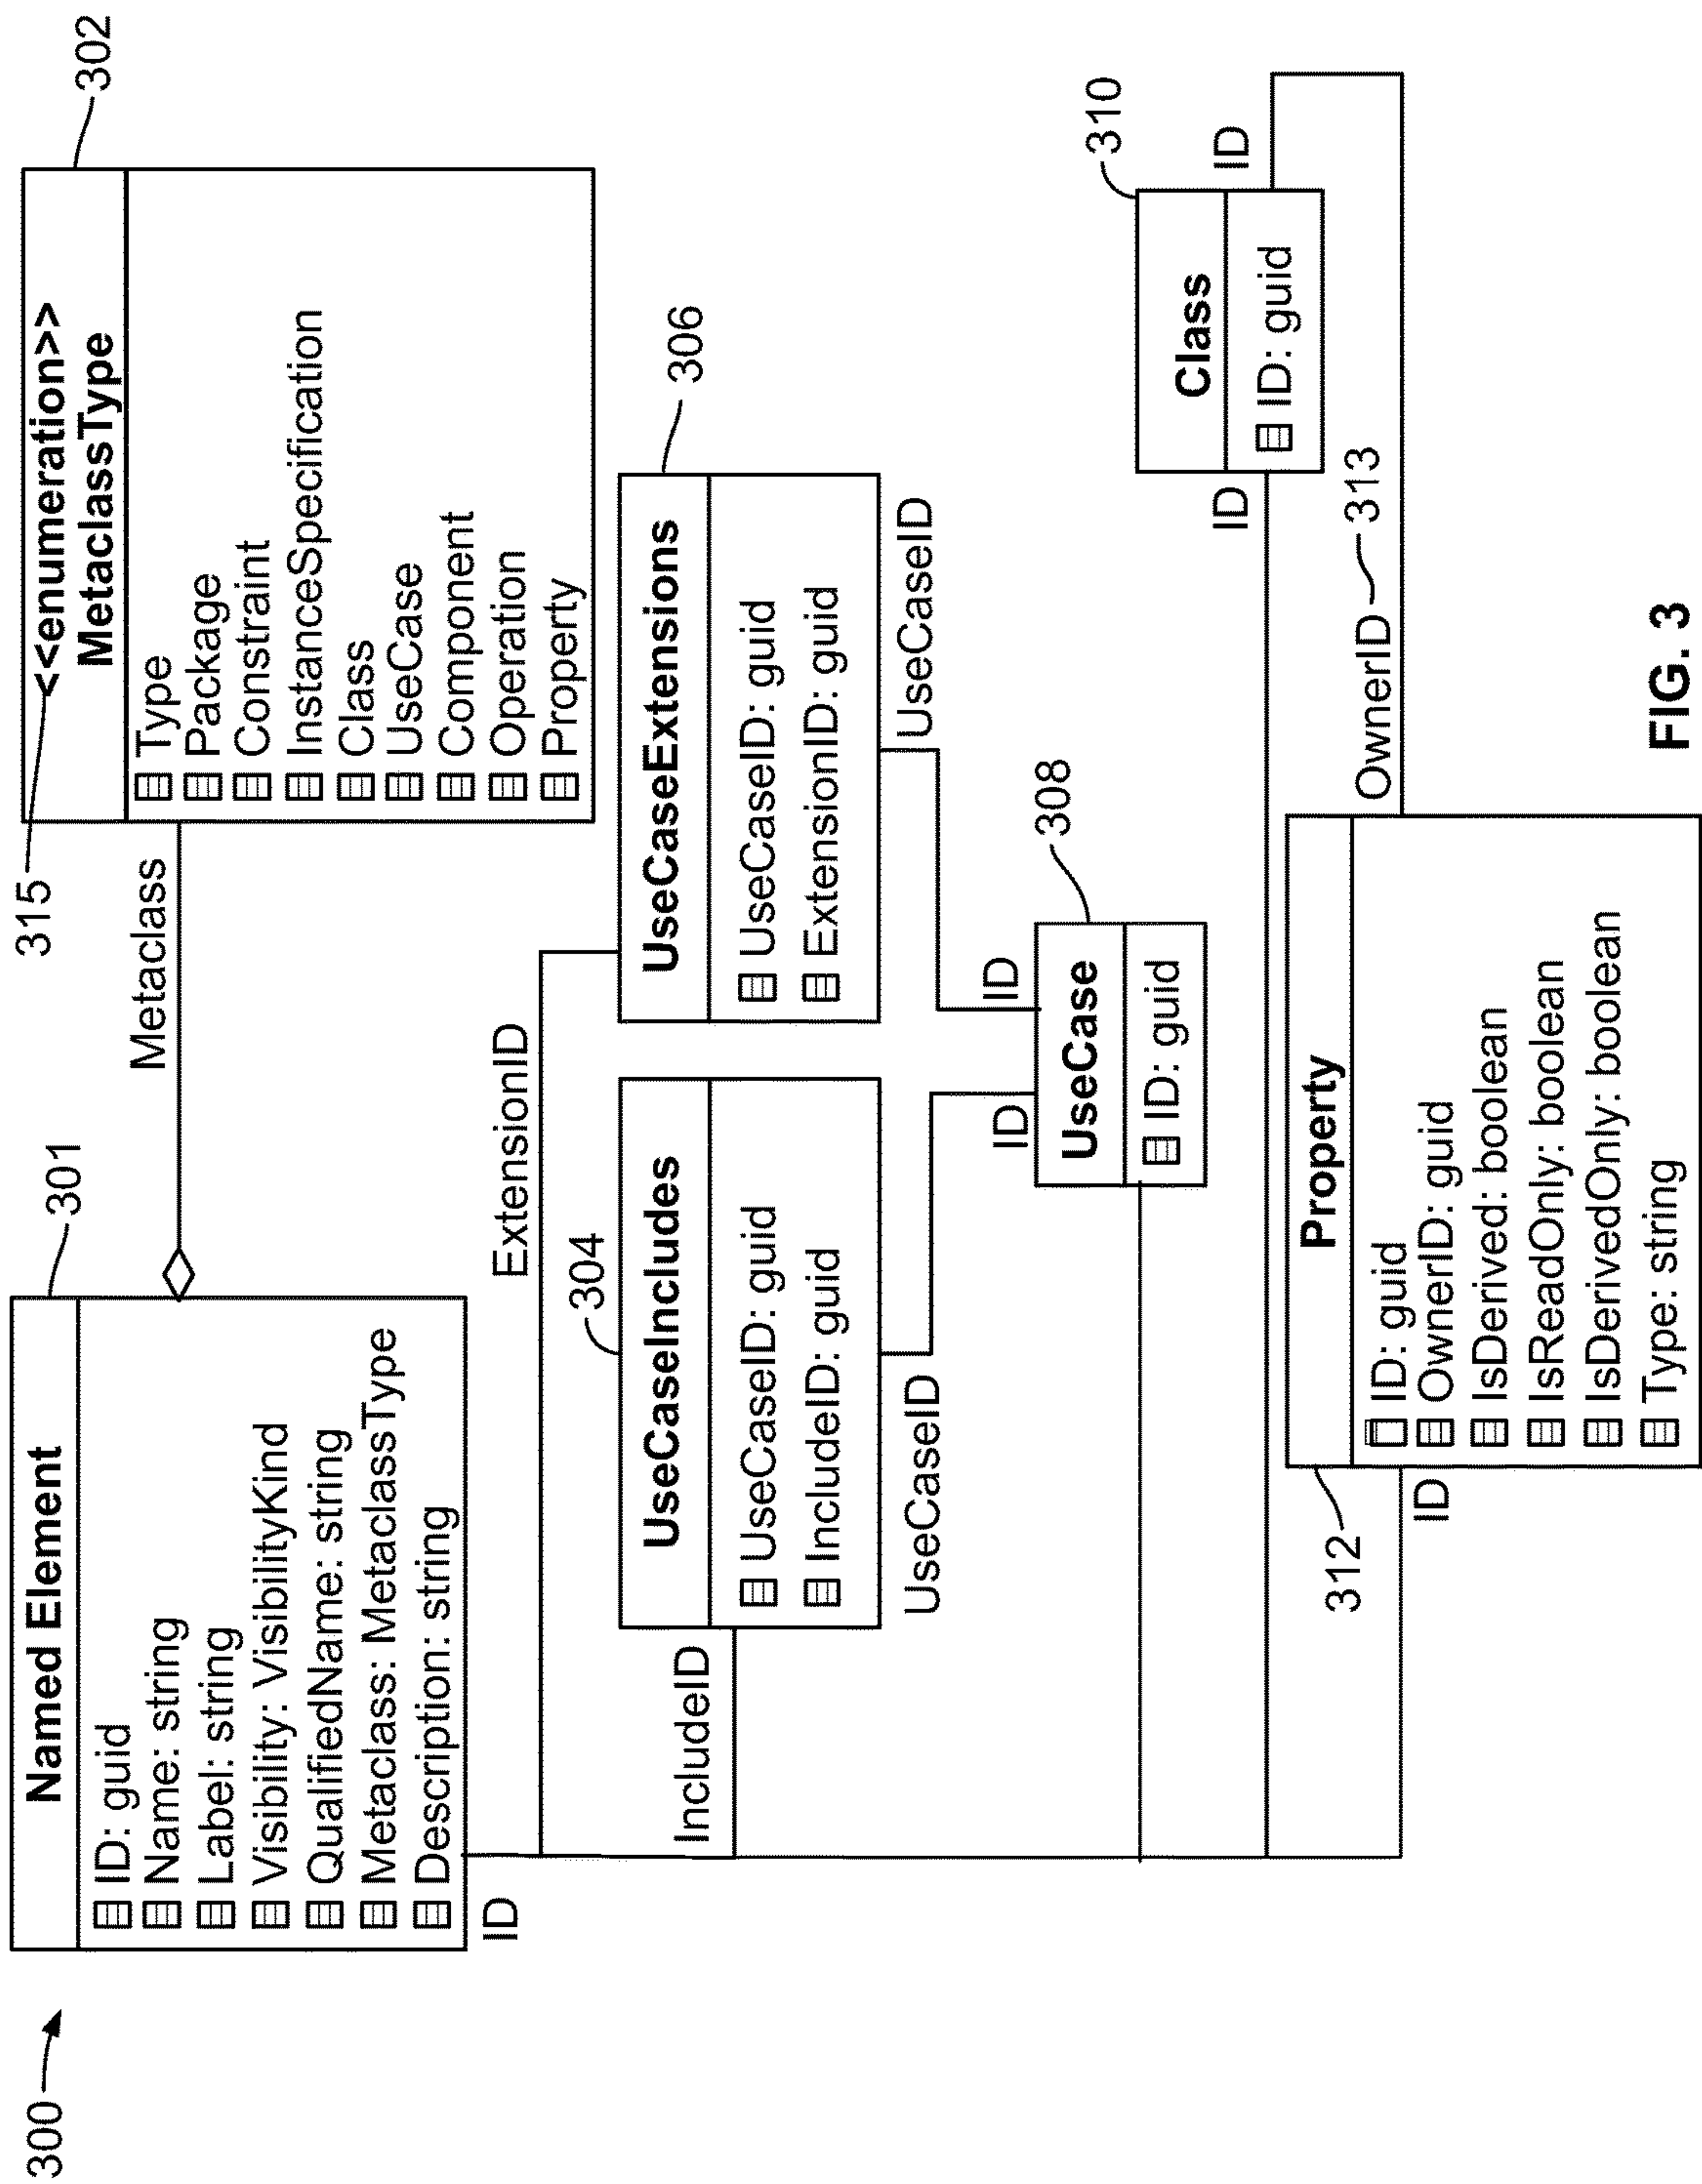 300
Named Element
301
ID: guid
Name: string
Label: string
Visibility: VisibilityKind
QualifiedName: string
Metaclass: MetaclassType
Description: string
ID
Metaclass
315
<<enumeration>>
MetaclassType
302
Type
Package
Constraint
InstanceSpecification
Class
UseCase
Component
Operation
Property
ExtensionID
IncludeID
304
UseCaseIncludes
UseCaseID: guid
IncludeID: guid
UseCaseID
306
UseCaseExtensions
UseCaseID: guid
ExtensionID: guid
UseCaseID
ID
ID
308
UseCase
ID: guid
310
Class
ID: guid
ID
ID
312
Property
ID: guid
OwnerID: guid
IsDerived: boolean
IsReadOnly: boolean
IsDerivedOnly: boolean
Type: string
ID
OwnerID
313
FIG. 3